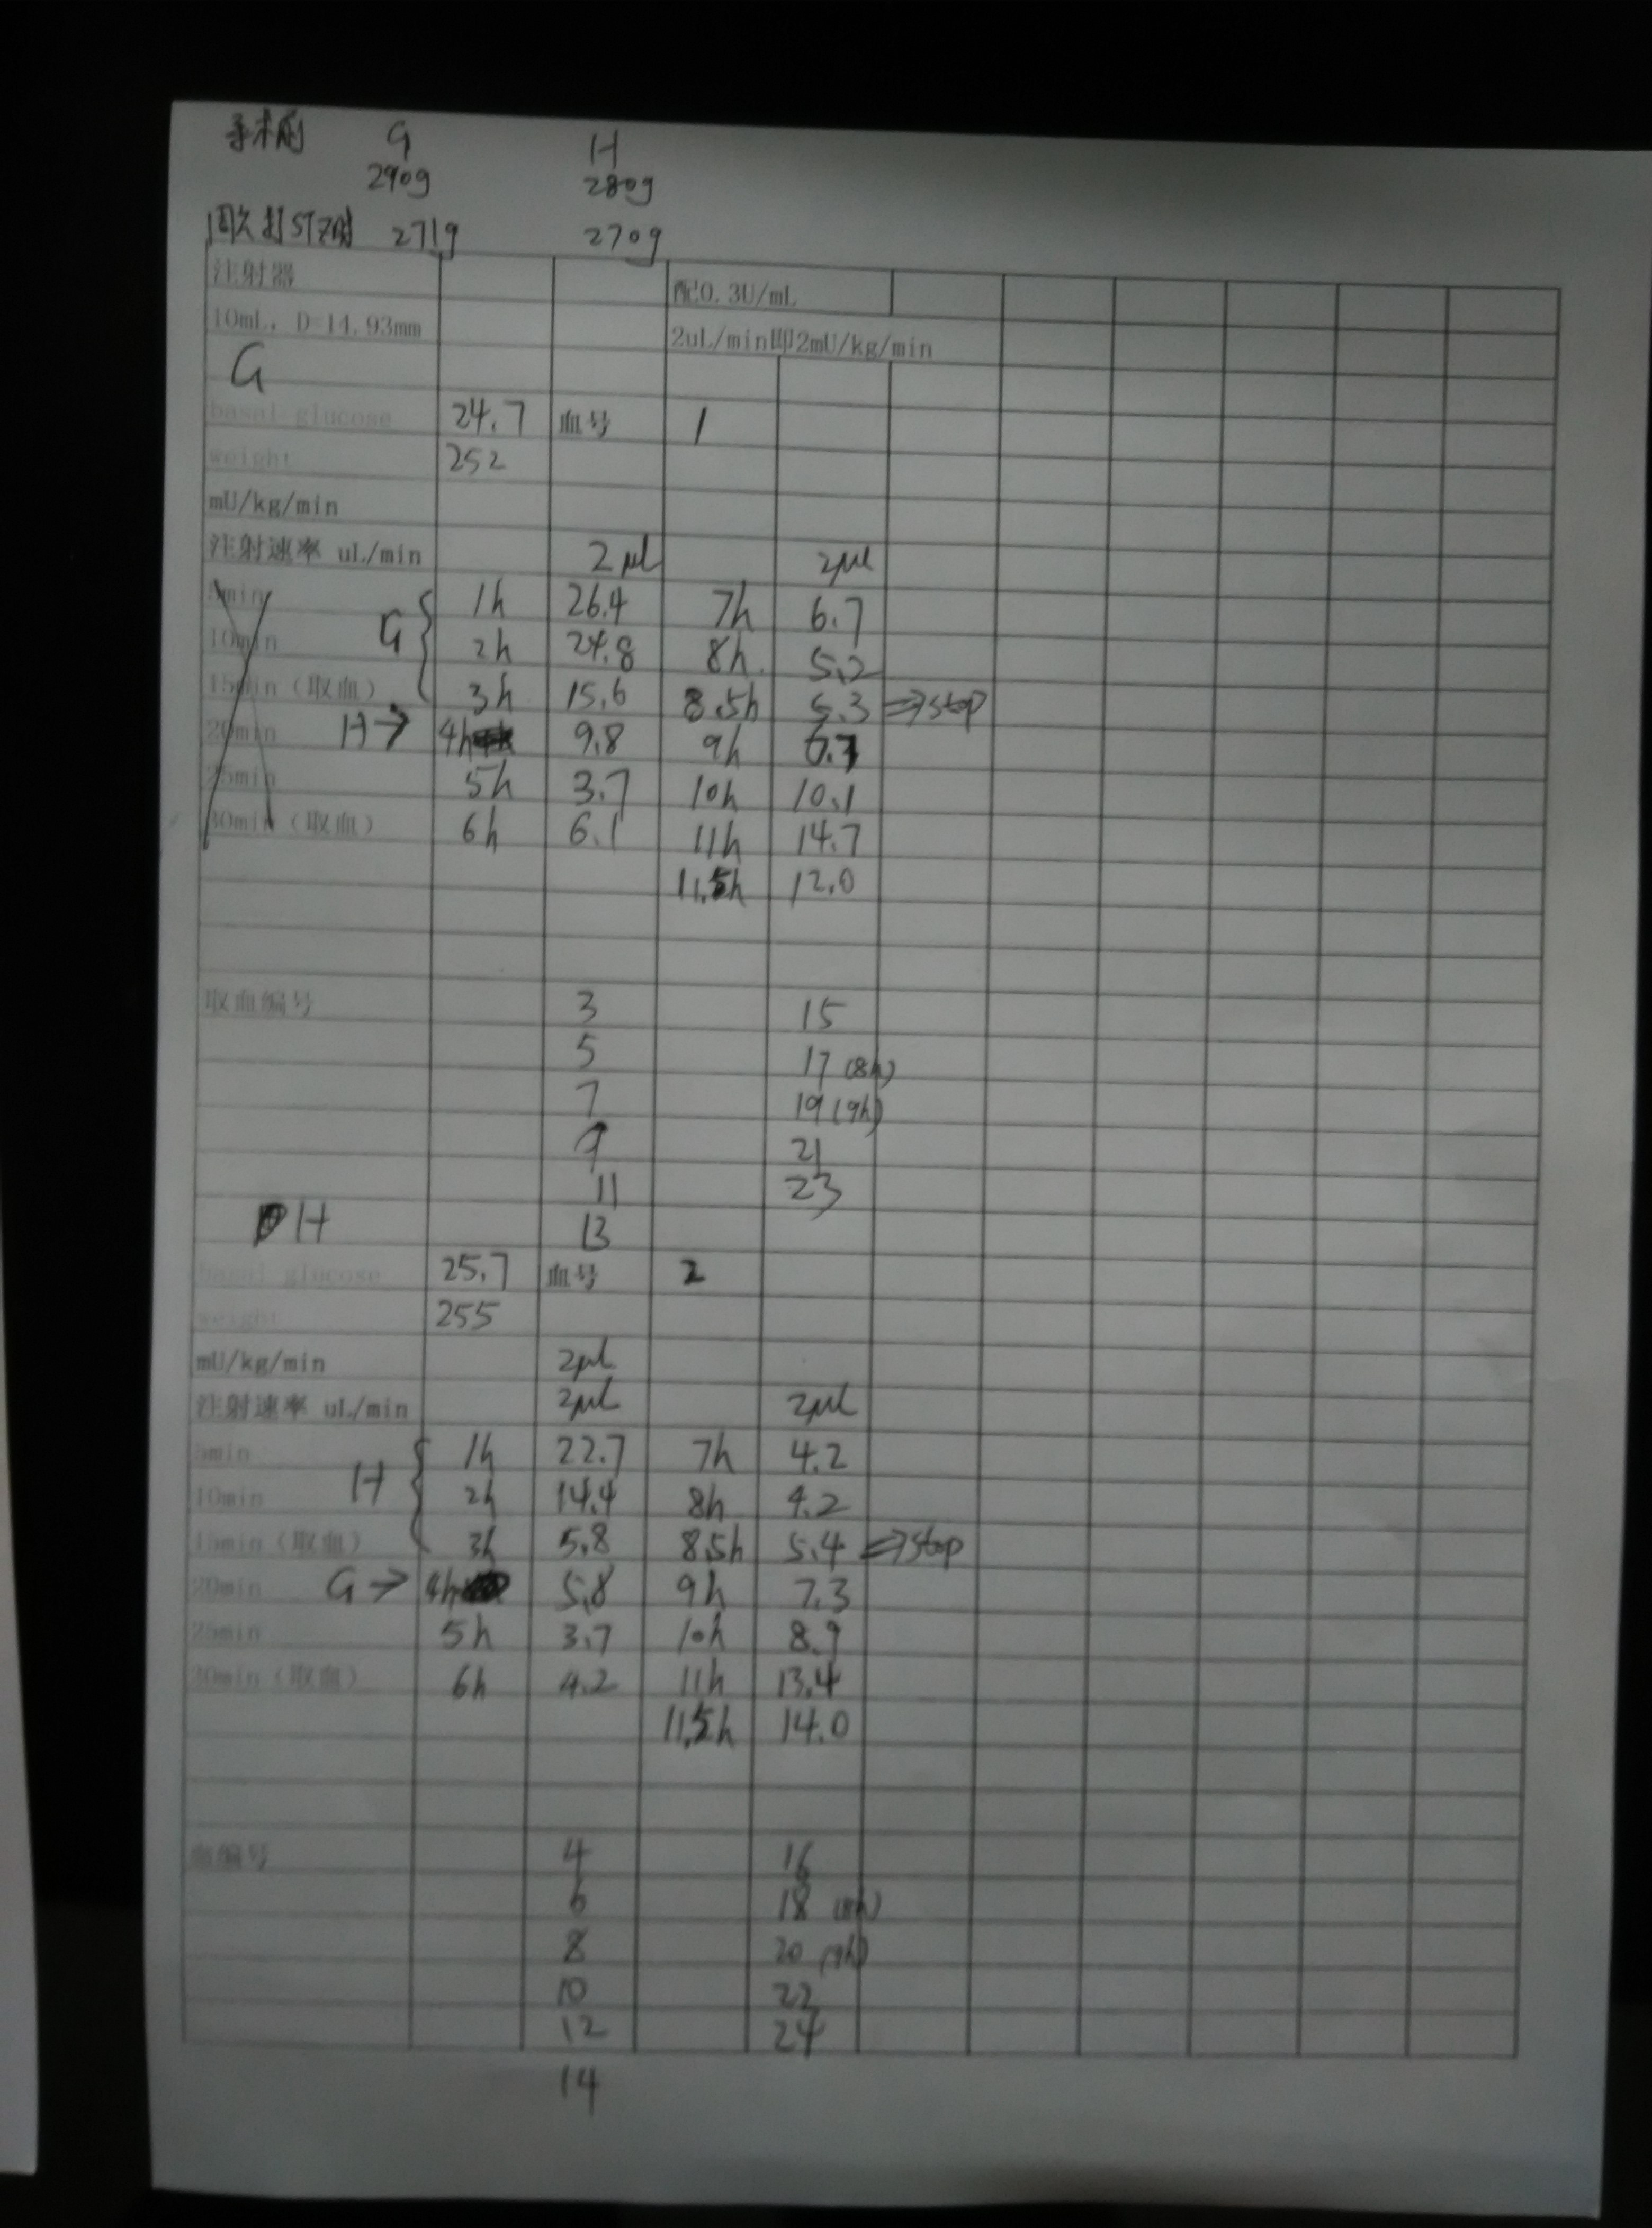 手术前 G H
290g 280g
周六打STZ时 271g 270g
注射器 配0.3U/mL
10mL, D=14.93mm 2uL/min即2mU/kg/min
G
basal glucose 24.7 血号 1
weight 252
mU/kg/min
注射速率 uL/min 2μl 2μl
5min 1h 26.4 7h 6.7
10min G 2h 24.8 8h 5.2
15min（取血） 3h 15.6 8.5h 5.3 ⇒stop
20min H→ 4h 9.8 9h
25min 5h 3.7 10h 10.1
30min（取血） 6h 6.1 11h 14.7
11.5h 12.0
取血编号 3 15
5 17 (8h)
7 19 (9h)
9 21
11 23
H 13
basal glucose 25.7 血号 2
weight 255
mU/kg/min 2μl
注射速率 uL/min 2μl 2μl
5min 1h 22.7 7h 4.2
10min H 2h 14.4 8h 4.2
15min（取血） 3h 5.8 8.5h 5.4 ⇒stop
20min G→ 4h 5.8 9h 7.3
25min 5h 3.7 10h 8.9
30min（取血） 6h 4.2 11h 13.4
11.5h 14.0
血编号 4 16
6 18 (8h)
8 20 (9h)
10 22
12 24
14